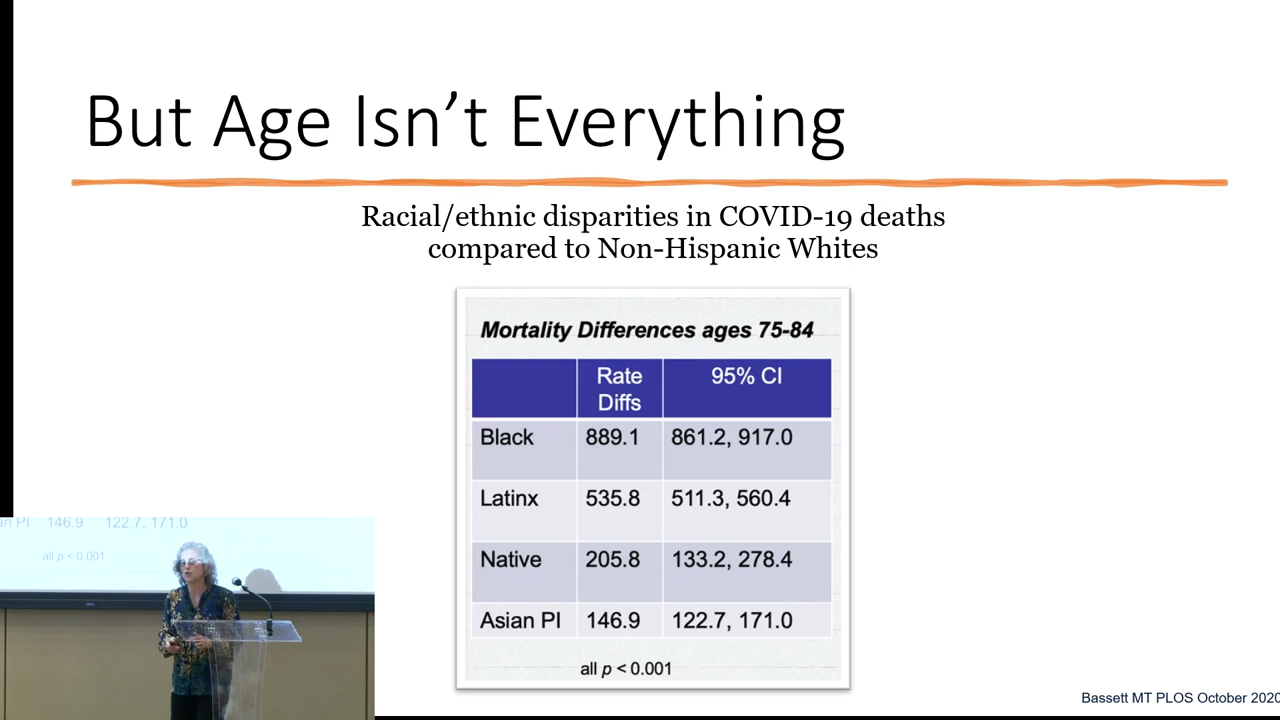 But Age Isn’t Everything
Racial/ethnic disparities in COVID-19 deaths
compared to Non-Hispanic Whites
Mortality Differences ages 75-84
Rate Diffs 95% CI
Black 889.1 861.2, 917.0
Latinx 535.8 511.3, 560.4
Native 205.8 133.2, 278.4
Asian PI 146.9 122.7, 171.0
all p < 0.001
an PI 146.9 122.7, 171.0
all p < 0.001
Bassett MT PLOS October 2020